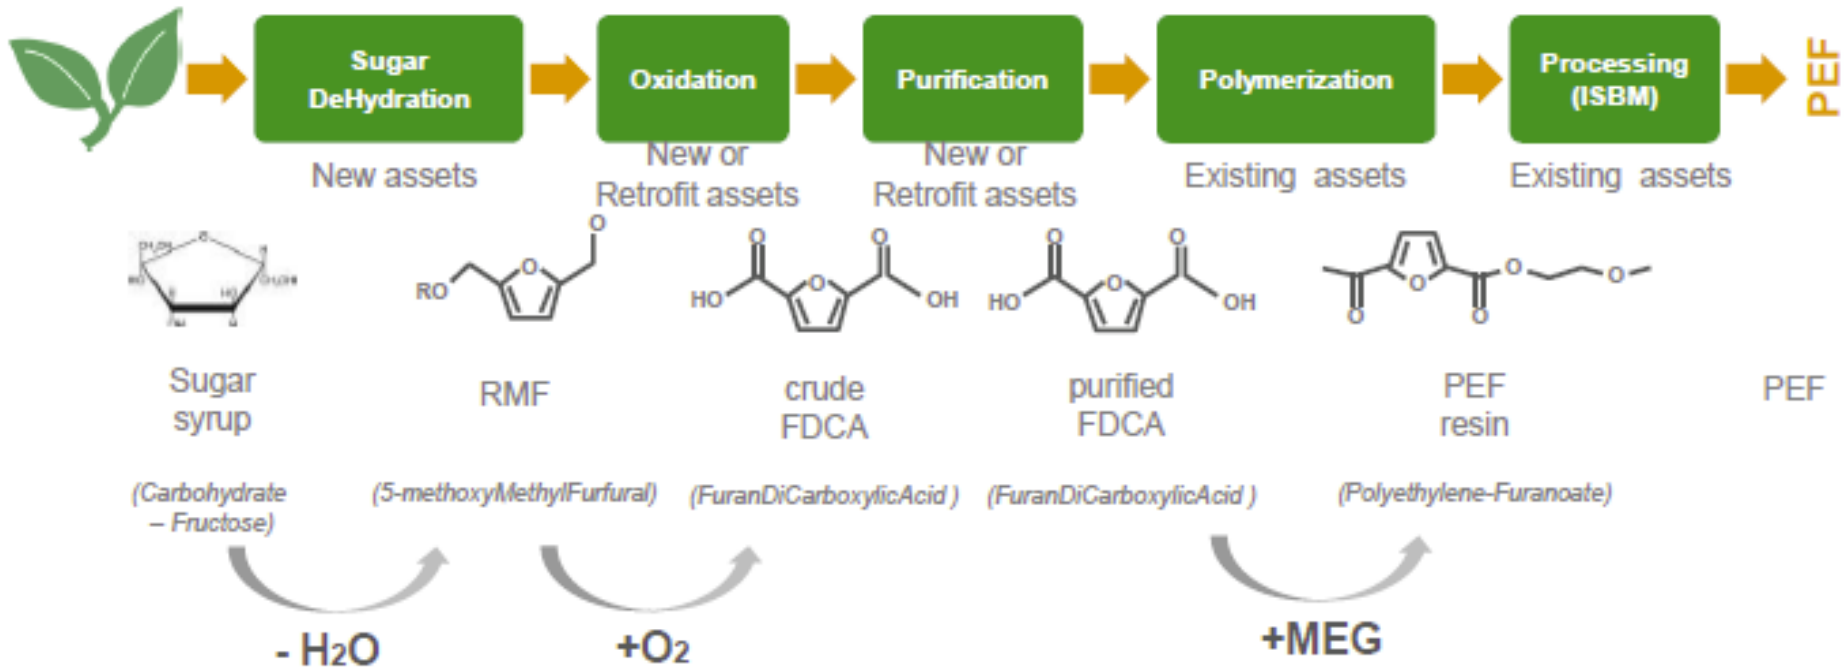 Sugar
DeHydration
Oxidation
Purification
Polymerization
Processing
(ISBM)
PEF
New assets
New or
Retrofit assets
New or
Retrofit assets
Existing assets
Existing assets
O
RO
O
O
O
HO
O
OH
O
O
HO
O
OH
O
O
O
O
O
Sugar
syrup
RMF
crude
FDCA
purified
FDCA
PEF
resin
PEF
(Carbohydrate
– Fructose)
(5-methoxyMethylFurfural)
(FuranDiCarboxylicAcid )
(FuranDiCarboxylicAcid )
(Polyethylene-Furanoate)
- H2O
+O2
+MEG